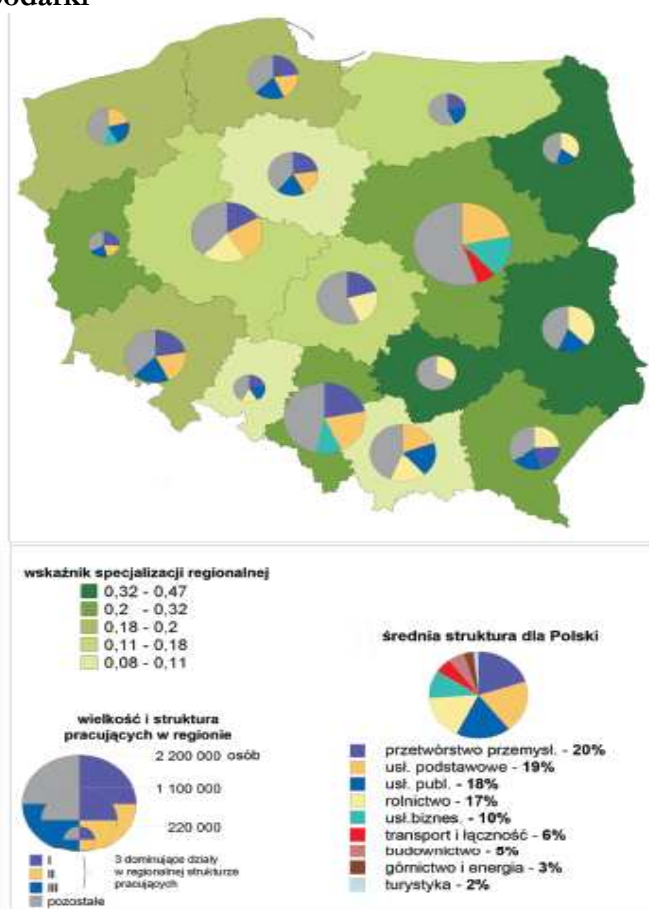 wskaźnik specjalizacji regionalnej
0,32 - 0,47
0,2 - 0,32
0,18 - 0,2
0,11 - 0,18
0,08 - 0,11
wielkość i struktura
pracujących w regionie
2 200 000 osób
1 100 000
220 000
I
II
III
pozostałe
3 dominujące działy
w regionalnej strukturze
pracujących
średnia struktura dla Polski
przetwórstwo przemysł. - 20%
usł. podstawowe - 19%
usł. publ. - 18%
rolnictwo - 17%
usł.biznes. - 10%
transport i łączność - 6%
budownictwo - 5%
górnictwo i energia - 3%
turystyka - 2%